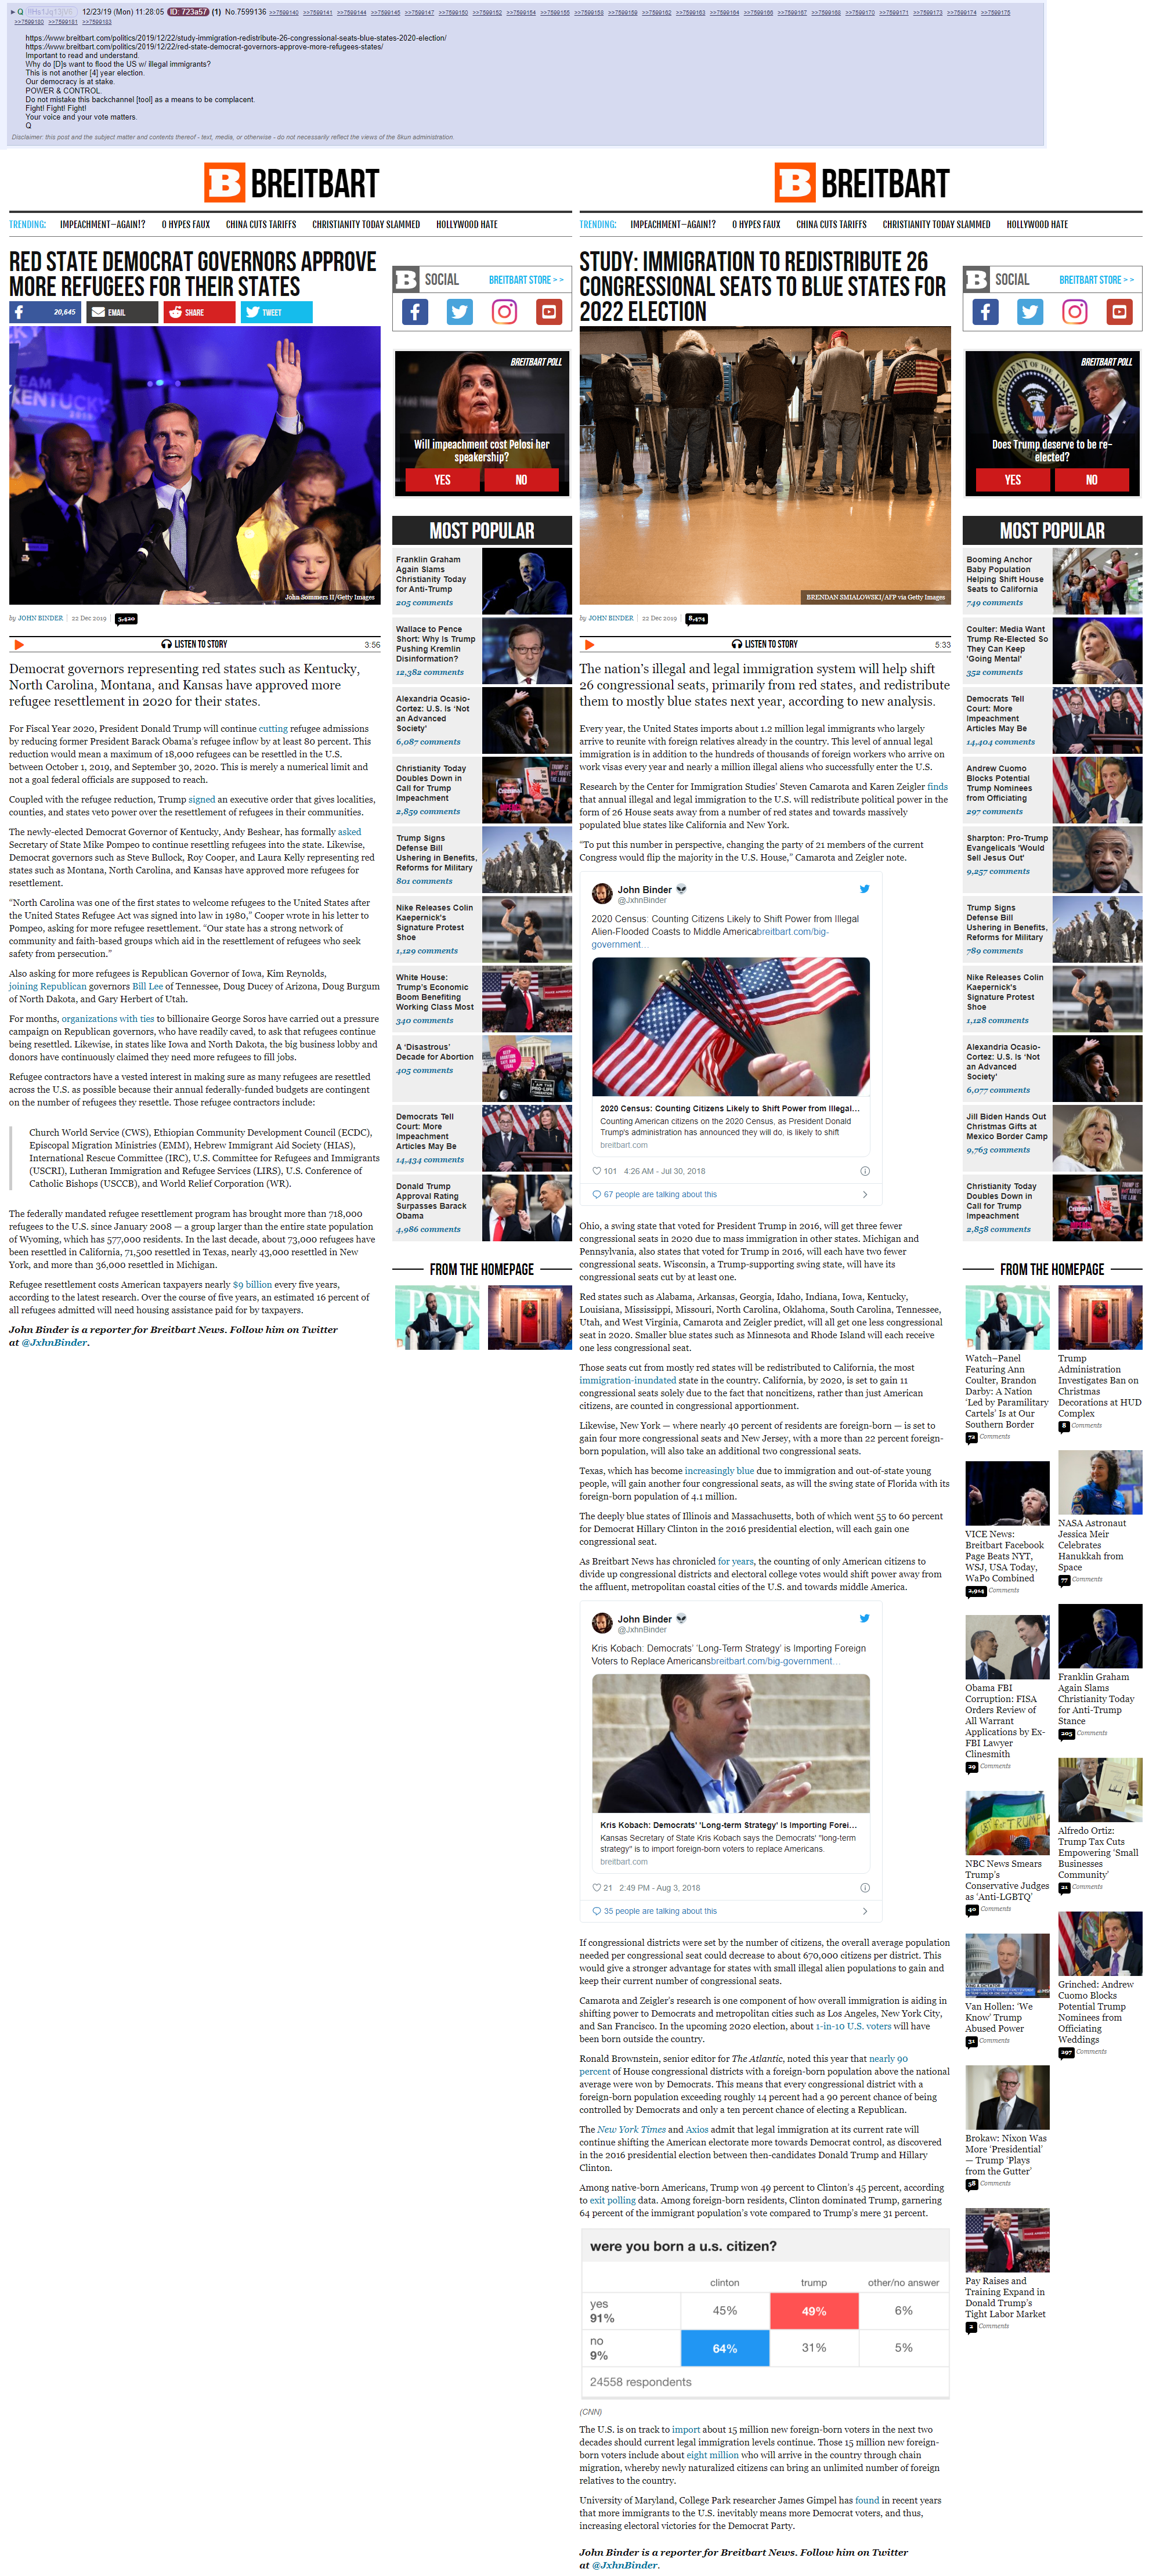 Q 12/23/19 (Mon) 11:28:05 ID: 723a57 (1) No.7599136 >>7599140 >>7599141 >>7599144 >>7599145 >>7599147 >>7599150 >>7599152 >>7599154 >>7599155 >>7599158 >>7599159 >>7599162 >>7599163 >>7599164 >>7599166 >>7599167 >>7599168 >>7599170 >>7599171 >>7599173 >>7599174 >>7599175
>>7599180 >>7599181 >>7599183
https://www.breitbart.com/politics/2019/12/22/study-immigration-redistribute-26-congressional-seats-blue-states-2020-election/
https://www.breitbart.com/politics/2019/12/22/red-state-democrat-governors-approve-more-refugees-states/
Important to read and understand.
Why do [D]s want to flood the US w/ illegal immigrants?
This is not another [4] year election.
Our democracy is at stake.
POWER & CONTROL.
Do not mistake this backchannel [tool] as a means to be complacent.
Fight! Fight! Fight!
Your voice and your vote matters.
Q
Disclaimer: this post and the subject matter and contents thereof - text, media, or otherwise - do not necessarily reflect the views of the 8kun administration.
B BREITBART
TRENDING: IMPEACHMENT–AGAIN!? O HYPES FAUX CHINA CUTS TARIFFS CHRISTIANITY TODAY SLAMMED HOLLYWOOD HATE
RED STATE DEMOCRAT GOVERNORS APPROVE
MORE REFUGEES FOR THEIR STATES
20,645 EMAIL SHARE TWEET
John Sommers II/Getty Images
by JOHN BINDER | 22 Dec 2019 | 5,420
LISTEN TO STORY 3:56
Democrat governors representing red states such as Kentucky,
North Carolina, Montana, and Kansas have approved more
refugee resettlement in 2020 for their states.
For Fiscal Year 2020, President Donald Trump will continue cutting refugee admissions
by reducing former President Barack Obama's refugee inflow by at least 80 percent. This
reduction would mean a maximum of 18,000 refugees can be resettled in the U.S.
between October 1, 2019, and September 30, 2020. This is merely a numerical limit and
not a goal federal officials are supposed to reach.
Coupled with the refugee reduction, Trump signed an executive order that gives localities,
counties, and states veto power over the resettlement of refugees in their communities.
The newly-elected Democrat Governor of Kentucky, Andy Beshear, has formally asked
Secretary of State Mike Pompeo to continue resettling refugees into the state. Likewise,
Democrat governors such as Steve Bullock, Roy Cooper, and Laura Kelly representing red
states such as Montana, North Carolina, and Kansas have approved more refugees for
resettlement.
“North Carolina was one of the first states to welcome refugees to the United States after
the United States Refugee Act was signed into law in 1980,” Cooper wrote in his letter to
Pompeo, asking for more refugee resettlement. “Our state has a strong network of
community and faith-based groups which aid in the resettlement of refugees who seek
safety from persecution.”
Also asking for more refugees is Republican Governor of Iowa, Kim Reynolds,
joining Republican governors Bill Lee of Tennessee, Doug Ducey of Arizona, Doug Burgum
of North Dakota, and Gary Herbert of Utah.
For months, organizations with ties to billionaire George Soros have carried out a pressure
campaign on Republican governors, who have readily caved, to ask that refugees continue
being resettled. Likewise, in states like Iowa and North Dakota, the big business lobby and
donors have continuously claimed they need more refugees to fill jobs.
Refugee contractors have a vested interest in making sure as many refugees are resettled
across the U.S. as possible because their annual federally-funded budgets are contingent
on the number of refugees they resettle. Those refugee contractors include:
Church World Service (CWS), Ethiopian Community Development Council (ECDC),
Episcopal Migration Ministries (EMM), Hebrew Immigrant Aid Society (HIAS),
International Rescue Committee (IRC), U.S. Committee for Refugees and Immigrants
(USCRI), Lutheran Immigration and Refugee Services (LIRS), U.S. Conference of
Catholic Bishops (USCCB), and World Relief Corporation (WR).
The federally mandated refugee resettlement program has brought more than 718,000
refugees to the U.S. since January 2008 — a group larger than the entire state population
of Wyoming, which has 577,000 residents. In the last decade, about 73,000 refugees have
been resettled in California, 71,500 resettled in Texas, nearly 43,000 resettled in New
York, and more than 36,000 resettled in Michigan.
Refugee resettlement costs American taxpayers nearly $9 billion every five years,
according to the latest research. Over the course of five years, an estimated 16 percent of
all refugees admitted will need housing assistance paid for by taxpayers.
John Binder is a reporter for Breitbart News. Follow him on Twitter
at @JxhnBinder.
B SOCIAL BREITBART STORE > >
BREITBART POLL
Will impeachment cost Pelosi her
speakership?
YES NO
MOST POPULAR
Franklin Graham
Again Slams
Christianity Today
for Anti-Trump
205 comments
Wallace to Pence
Short: Why Is Trump
Pushing Kremlin
Disinformation?
12,382 comments
Alexandria Ocasio-
Cortez: U.S. Is 'Not
an Advanced
Society'
6,087 comments
Christianity Today
Doubles Down in
Call for Trump
Impeachment
2,859 comments
Trump Signs
Defense Bill
Ushering in Benefits,
Reforms for Military
801 comments
Nike Releases Colin
Kaepernick's
Signature Protest
Shoe
1,129 comments
White House:
Trump's Economic
Boom Benefiting
Working Class Most
340 comments
A 'Disastrous'
Decade for Abortion
405 comments
Democrats Tell
Court: More
Impeachment
Articles May Be
14,434 comments
Donald Trump
Approval Rating
Surpasses Barack
Obama
4,986 comments
FROM THE HOMEPAGE
B BREITBART
TRENDING: IMPEACHMENT–AGAIN!? O HYPES FAUX CHINA CUTS TARIFFS CHRISTIANITY TODAY SLAMMED HOLLYWOOD HATE
STUDY: IMMIGRATION TO REDISTRIBUTE 26
CONGRESSIONAL SEATS TO BLUE STATES FOR
2022 ELECTION
BRENDAN SMIALOWSKI/AFP via Getty Images
by JOHN BINDER | 22 Dec 2019 | 8,474
LISTEN TO STORY 5:33
The nation's illegal and legal immigration system will help shift
26 congressional seats, primarily from red states, and redistribute
them to mostly blue states next year, according to new analysis.
Every year, the United States imports about 1.2 million legal immigrants who largely
arrive to reunite with foreign relatives already in the country. This level of annual legal
immigration is in addition to the hundreds of thousands of foreign workers who arrive on
work visas every year and nearly a million illegal aliens who successfully enter the U.S.
Research by the Center for Immigration Studies' Steven Camarota and Karen Zeigler finds
that annual illegal and legal immigration to the U.S. will redistribute political power in the
form of 26 House seats away from a number of red states and towards massively
populated blue states like California and New York.
“To put this number in perspective, changing the party of 21 members of the current
Congress would flip the majority in the U.S. House,” Camarota and Zeigler note.
John Binder
@JxhnBinder
2020 Census: Counting Citizens Likely to Shift Power from Illegal
Alien-Flooded Coasts to Middle Americabreitbart.com/big-
government…
2020 Census: Counting Citizens Likely to Shift Power from Illegal…
Counting American citizens on the 2020 Census, as President Donald
Trump's administration has announced they will do, is likely to shift
breitbart.com
101 4:26 AM - Jul 30, 2018
67 people are talking about this
Ohio, a swing state that voted for President Trump in 2016, will get three fewer
congressional seats in 2020 due to mass immigration in other states. Michigan and
Pennsylvania, also states that voted for Trump in 2016, will each have two fewer
congressional seats. Wisconsin, a Trump-supporting swing state, will have its
congressional seats cut by at least one.
Red states such as Alabama, Arkansas, Georgia, Idaho, Indiana, Iowa, Kentucky,
Louisiana, Mississippi, Missouri, North Carolina, Oklahoma, South Carolina, Tennessee,
Utah, and West Virginia, Camarota and Zeigler predict, will all get one less congressional
seat in 2020. Smaller blue states such as Minnesota and Rhode Island will each receive
one less congressional seat.
Those seats cut from mostly red states will be redistributed to California, the most
immigration-inundated state in the country. California, by 2020, is set to gain 11
congressional seats solely due to the fact that noncitizens, rather than just American
citizens, are counted in congressional apportionment.
Likewise, New York — where nearly 40 percent of residents are foreign-born — is set to
gain four more congressional seats and New Jersey, with a more than 22 percent foreign-
born population, will also take an additional two congressional seats.
Texas, which has become increasingly blue due to immigration and out-of-state young
people, will gain another four congressional seats, as will the swing state of Florida with its
foreign-born population of 4.1 million.
The deeply blue states of Illinois and Massachusetts, both of which went 55 to 60 percent
for Democrat Hillary Clinton in the 2016 presidential election, will each gain one
congressional seat.
As Breitbart News has chronicled for years, the counting of only American citizens to
divide up congressional districts and electoral college votes would shift power away from
the affluent, metropolitan coastal cities of the U.S. and towards middle America.
John Binder
@JxhnBinder
Kris Kobach: Democrats' 'Long-Term Strategy' is Importing Foreign
Voters to Replace Americansbreitbart.com/big-government…
Kris Kobach: Democrats' 'Long-term Strategy' Is Importing Forei…
Kansas Secretary of State Kris Kobach says the Democrats' "long-term
strategy" is to import foreign-born voters to replace Americans.
breitbart.com
21 2:49 PM - Aug 3, 2018
35 people are talking about this
If congressional districts were set by the number of citizens, the overall average population
needed per congressional seat could decrease to about 670,000 citizens per district. This
would give a stronger advantage for states with small illegal alien populations to gain and
keep their current number of congressional seats.
Camarota and Zeigler's research is one component of how overall immigration is aiding in
shifting power to Democrats and metropolitan cities such as Los Angeles, New York City,
and San Francisco. In the upcoming 2020 election, about 1-in-10 U.S. voters will have
been born outside the country.
Ronald Brownstein, senior editor for The Atlantic, noted this year that nearly 90
percent of House congressional districts with a foreign-born population above the national
average were won by Democrats. This means that every congressional district with a
foreign-born population exceeding roughly 14 percent had a 90 percent chance of being
controlled by Democrats and only a ten percent chance of electing a Republican.
The New York Times and Axios admit that legal immigration at its current rate will
continue shifting the American electorate more towards Democrat control, as discovered
in the 2016 presidential election between then-candidates Donald Trump and Hillary
Clinton.
Among native-born Americans, Trump won 49 percent to Clinton's 45 percent, according
to exit polling data. Among foreign-born residents, Clinton dominated Trump, garnering
64 percent of the immigrant population's vote compared to Trump's mere 31 percent.
were you born a u.s. citizen?
clinton trump other/no answer
yes
91% 45% 49% 6%
no
9% 64% 31% 5%
24558 respondents
(CNN)
The U.S. is on track to import about 15 million new foreign-born voters in the next two
decades should current legal immigration levels continue. Those 15 million new foreign-
born voters include about eight million who will arrive in the country through chain
migration, whereby newly naturalized citizens can bring an unlimited number of foreign
relatives to the country.
University of Maryland, College Park researcher James Gimpel has found in recent years
that more immigrants to the U.S. inevitably means more Democrat voters, and thus,
increasing electoral victories for the Democrat Party.
John Binder is a reporter for Breitbart News. Follow him on Twitter
at @JxhnBinder.
B SOCIAL BREITBART STORE > >
BREITBART POLL
Does Trump deserve to be re-
elected?
YES NO
MOST POPULAR
Booming Anchor
Baby Population
Helping Shift House
Seats to California
749 comments
Coulter: Media Want
Trump Re-Elected So
They Can Keep
'Going Mental'
352 comments
Democrats Tell
Court: More
Impeachment
Articles May Be
14,404 comments
Andrew Cuomo
Blocks Potential
Trump Nominees
from Officiating
297 comments
Sharpton: Pro-Trump
Evangelicals 'Would
Sell Jesus Out'
9,257 comments
Trump Signs
Defense Bill
Ushering in Benefits,
Reforms for Military
789 comments
Nike Releases Colin
Kaepernick's
Signature Protest
Shoe
1,128 comments
Alexandria Ocasio-
Cortez: U.S. Is 'Not
an Advanced
Society'
6,077 comments
Jill Biden Hands Out
Christmas Gifts at
Mexico Border Camp
9,763 comments
Christianity Today
Doubles Down in
Call for Trump
Impeachment
2,858 comments
FROM THE HOMEPAGE
Watch–Panel
Featuring Ann
Coulter, Brandon
Darby: A Nation
'Led by Paramilitary
Cartels' Is at Our
Southern Border
72 Comments
VICE News:
Breitbart Facebook
Page Beats NYT,
WSJ, USA Today,
WaPo Combined
2,914 Comments
Obama FBI
Corruption: FISA
Orders Review of
All Warrant
Applications by Ex-
FBI Lawyer
Clinesmith
29 Comments
NBC News Smears
Trump's
Conservative Judges
as 'Anti-LGBTQ'
40 Comments
Van Hollen: 'We
Know' Trump
Abused Power
31 Comments
Brokaw: Nixon Was
More 'Presidential'
— Trump 'Plays
from the Gutter'
58 Comments
Pay Raises and
Training Expand in
Donald Trump's
Tight Labor Market
2 Comments
Trump
Administration
Investigates Ban on
Christmas
Decorations at HUD
Complex
8 Comments
NASA Astronaut
Jessica Meir
Celebrates
Hanukkah from
Space
77 Comments
Franklin Graham
Again Slams
Christianity Today
for Anti-Trump
Stance
205 Comments
Alfredo Ortiz:
Trump Tax Cuts
Empowering 'Small
Businesses
Community'
21 Comments
Grinched: Andrew
Cuomo Blocks
Potential Trump
Nominees from
Officiating
Weddings
297 Comments